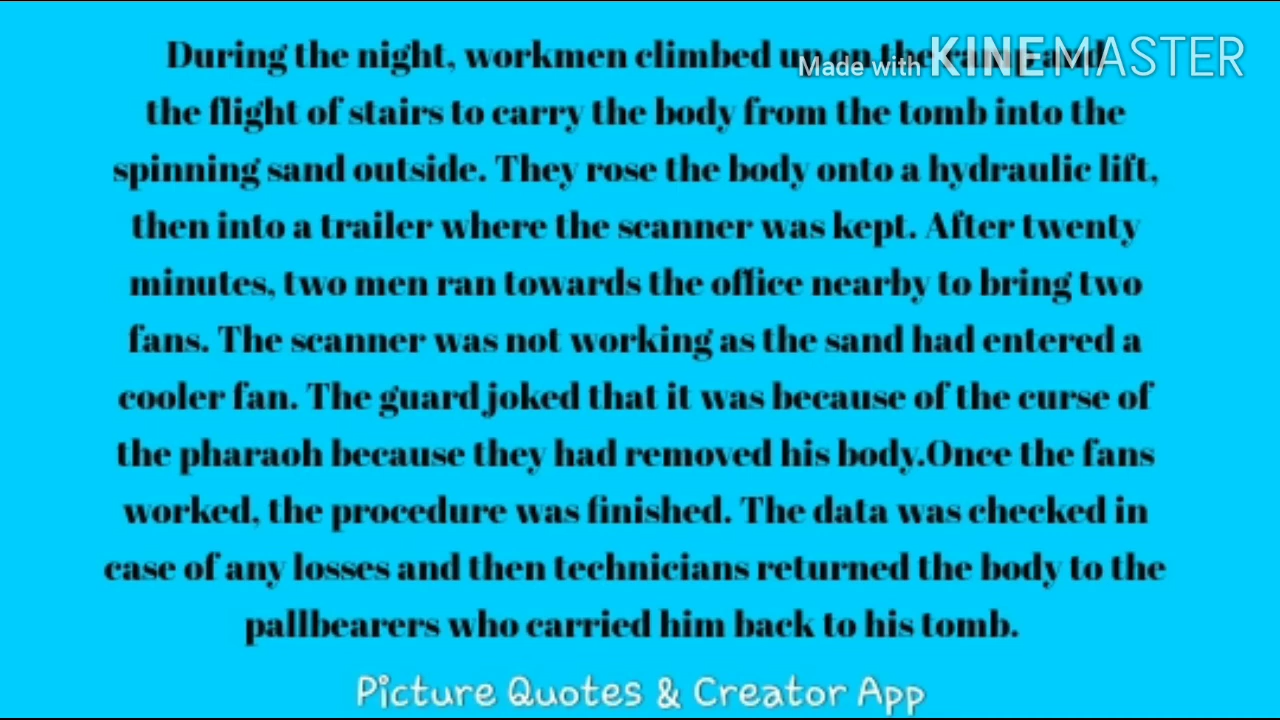 During the night, workmen climbed up on the ramp and
Made with KINEMASTER
the flight of stairs to carry the body from the tomb into the
spinning sand outside. They rose the body onto a hydraulic lift,
then into a trailer where the scanner was kept. After twenty
minutes, two men ran towards the office nearby to bring two
fans. The scanner was not working as the sand had entered a
cooler fan. The guard joked that it was because of the curse of
the pharaoh because they had removed his body.Once the fans
worked, the procedure was finished. The data was checked in
case of any losses and then technicians returned the body to the
pallbearers who carried him back to his tomb.
Picture Quotes & Creator App